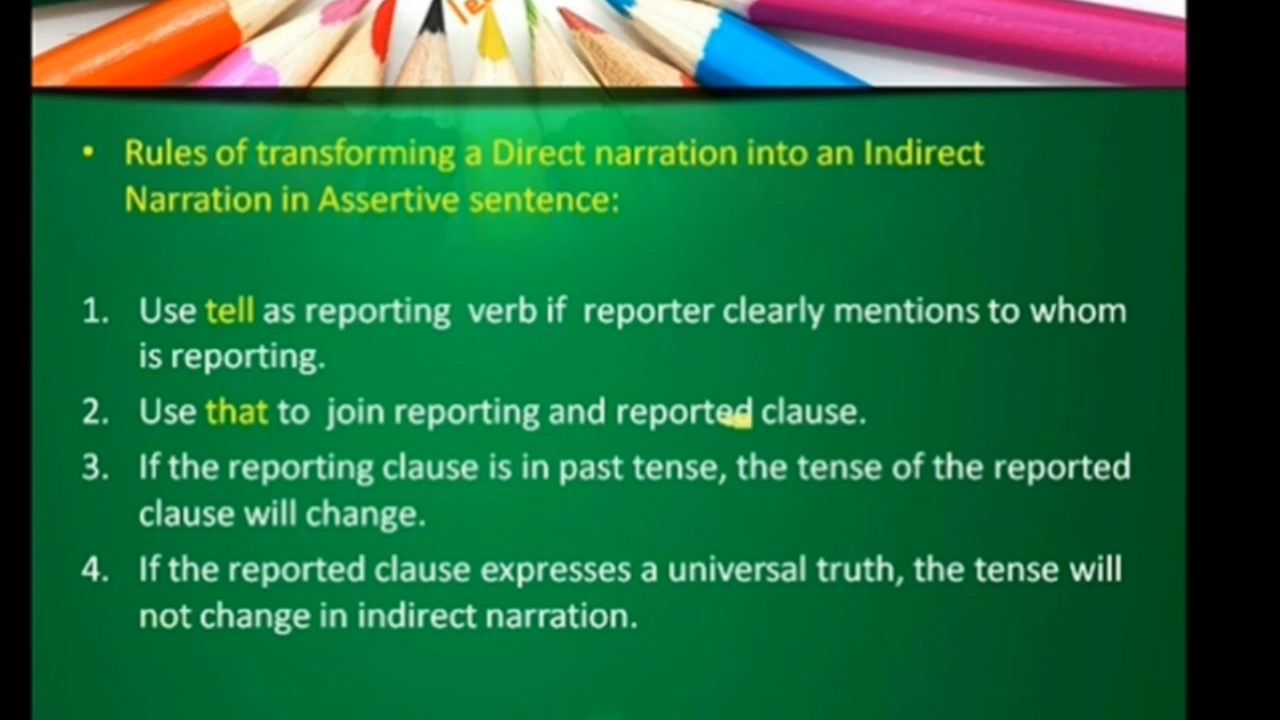 • Rules of transforming a Direct narration into an Indirect
Narration in Assertive sentence:
1. Use tell as reporting verb if reporter clearly mentions to whom
is reporting.
2. Use that to join reporting and reported clause.
3. If the reporting clause is in past tense, the tense of the reported
clause will change.
4. If the reported clause expresses a universal truth, the tense will
not change in indirect narration.